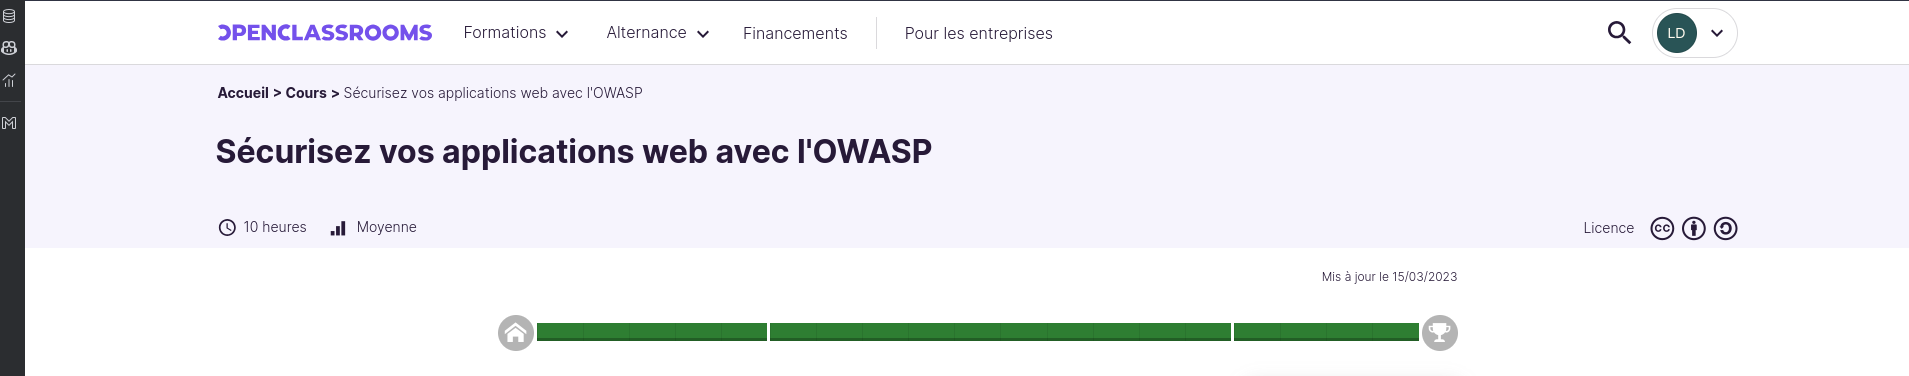 OPENCLASSROOMS Formations Alternance Financements Pour les entreprises LD
Accueil > Cours > Sécurisez vos applications web avec l'OWASP
Sécurisez vos applications web avec l'OWASP
10 heures Moyenne Licence CC
Mis à jour le 15/03/2023